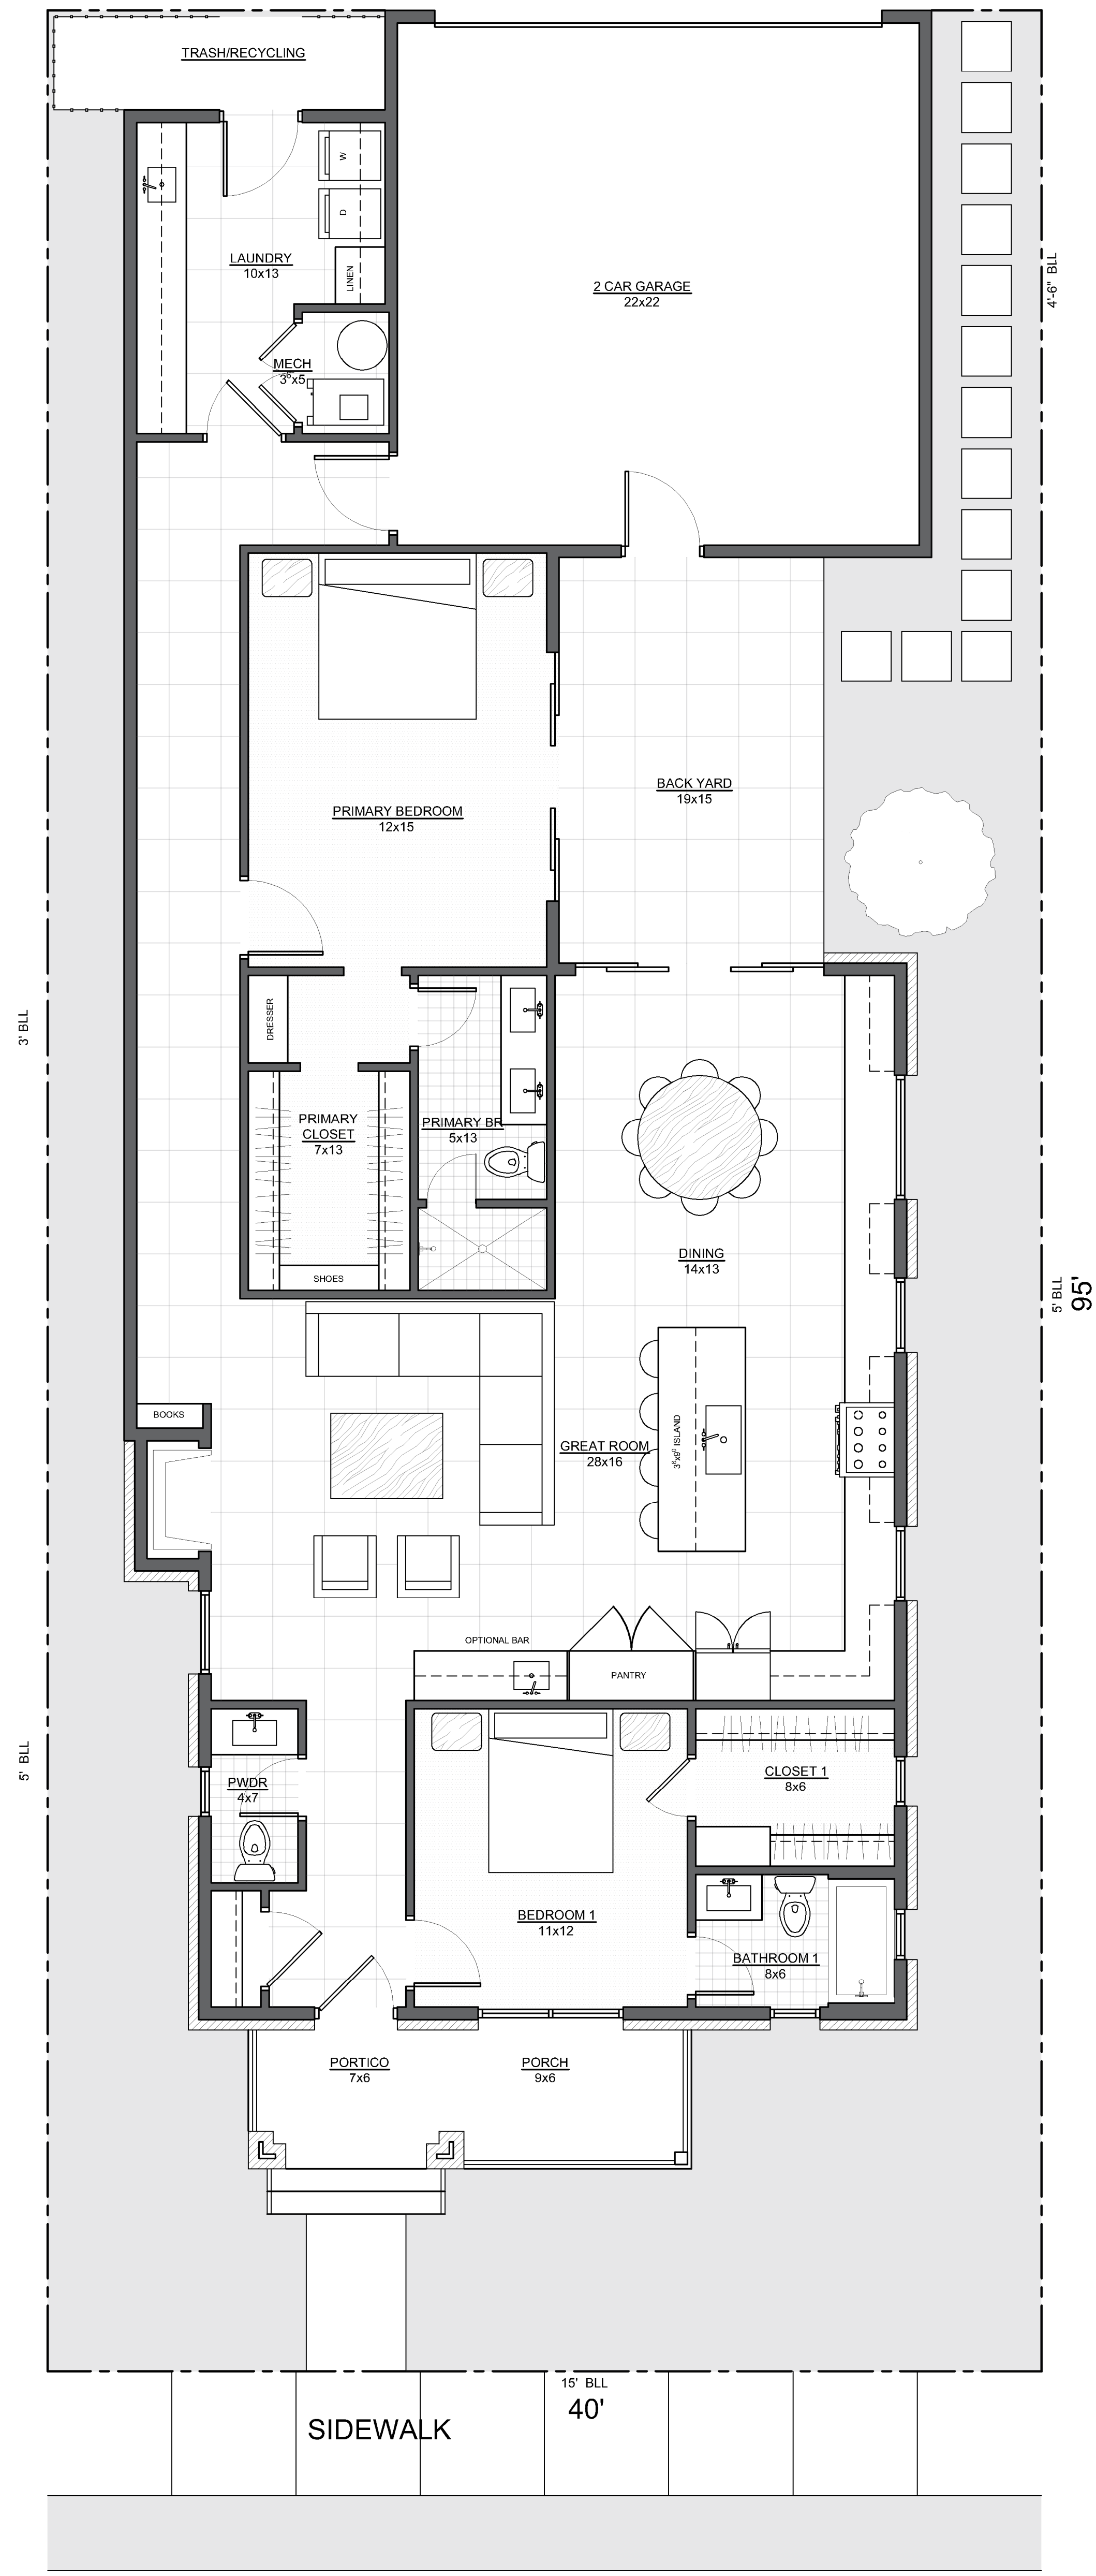 TRASH/RECYCLING
W
D
LINEN
LAUNDRY
10x13
4'-6" BLL
2 CAR GARAGE
22x22
MECH
3⁶x5
BACK YARD
19x15
PRIMARY BEDROOM
12x15
DRESSER
3' BLL
PRIMARY
CLOSET
7x13
PRIMARY BR
5x13
DINING
14x13
SHOES
5' BLL
95'
BOOKS
GREAT ROOM
28x16
3⁶x9⁰ ISLAND
OPTIONAL BAR
PANTRY
5' BLL
PWDR
4x7
CLOSET 1
8x6
BEDROOM 1
11x12
BATHROOM 1
8x6
PORTICO
7x6
PORCH
9x6
15' BLL
40'
SIDEWALK